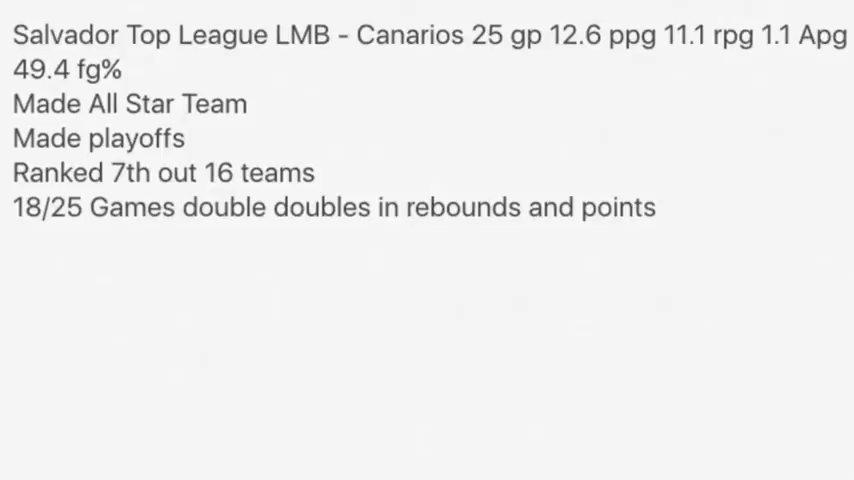 Salvador Top League LMB - Canarios 25 gp 12.6 ppg 11.1 rpg 1.1 Apg
49.4 fg%
Made All Star Team
Made playoffs
Ranked 7th out 16 teams
18/25 Games double doubles in rebounds and points